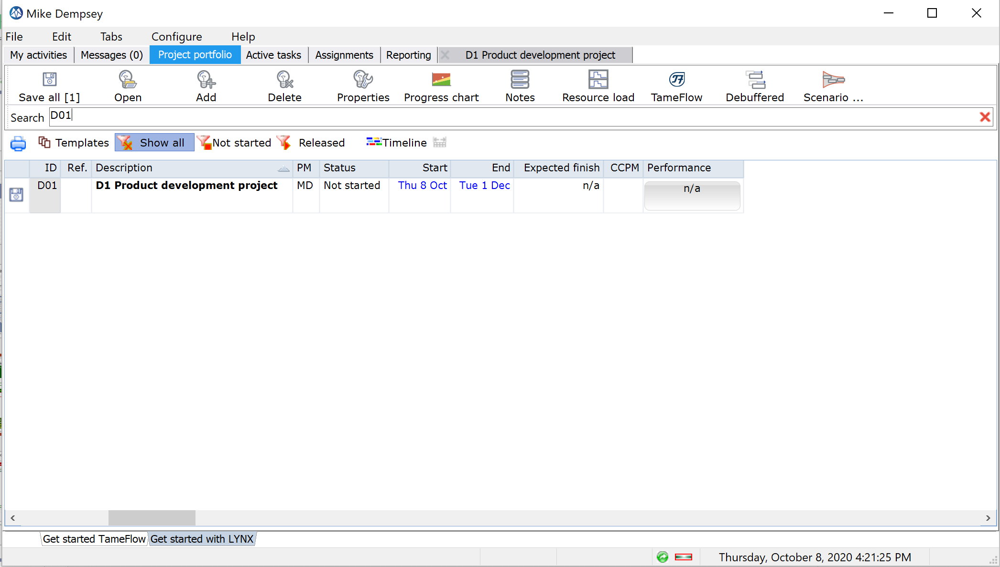 Mike Dempsey
File Edit Tabs Configure Help
My activities Messages (0) Project portfolio Active tasks Assignments Reporting D1 Product development project
Save all [1] Open Add Delete Properties Progress chart Notes Resource load TameFlow Debuffered Scenario ...
Search D01
Templates Show all Not started Released Timeline
ID Ref. Description PM Status Start End Expected finish CCPM Performance
D01 D1 Product development project MD Not started Thu 8 Oct Tue 1 Dec n/a n/a
Get started TameFlow Get started with LYNX
Thursday, October 8, 2020 4:21:25 PM